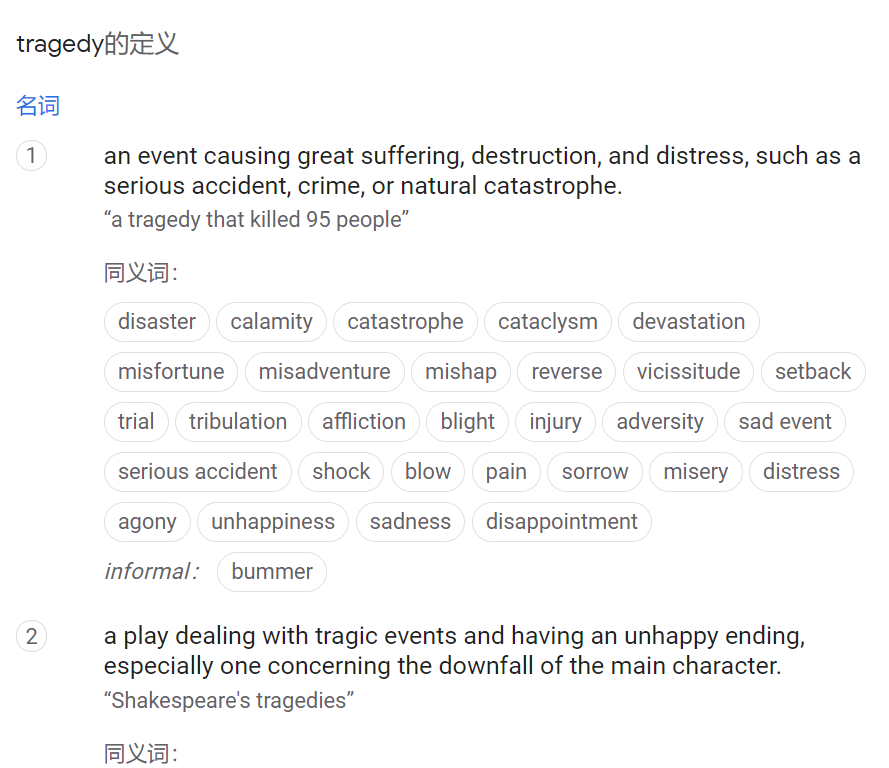 tragedy的定义
名词
1
an event causing great suffering, destruction, and distress, such as a
serious accident, crime, or natural catastrophe.
“a tragedy that killed 95 people”
同义词：
disaster calamity catastrophe cataclysm devastation
misfortune misadventure mishap reverse vicissitude setback
trial tribulation affliction blight injury adversity sad event
serious accident shock blow pain sorrow misery distress
agony unhappiness sadness disappointment
informal： bummer
2
a play dealing with tragic events and having an unhappy ending,
especially one concerning the downfall of the main character.
“Shakespeare's tragedies”
同义词：